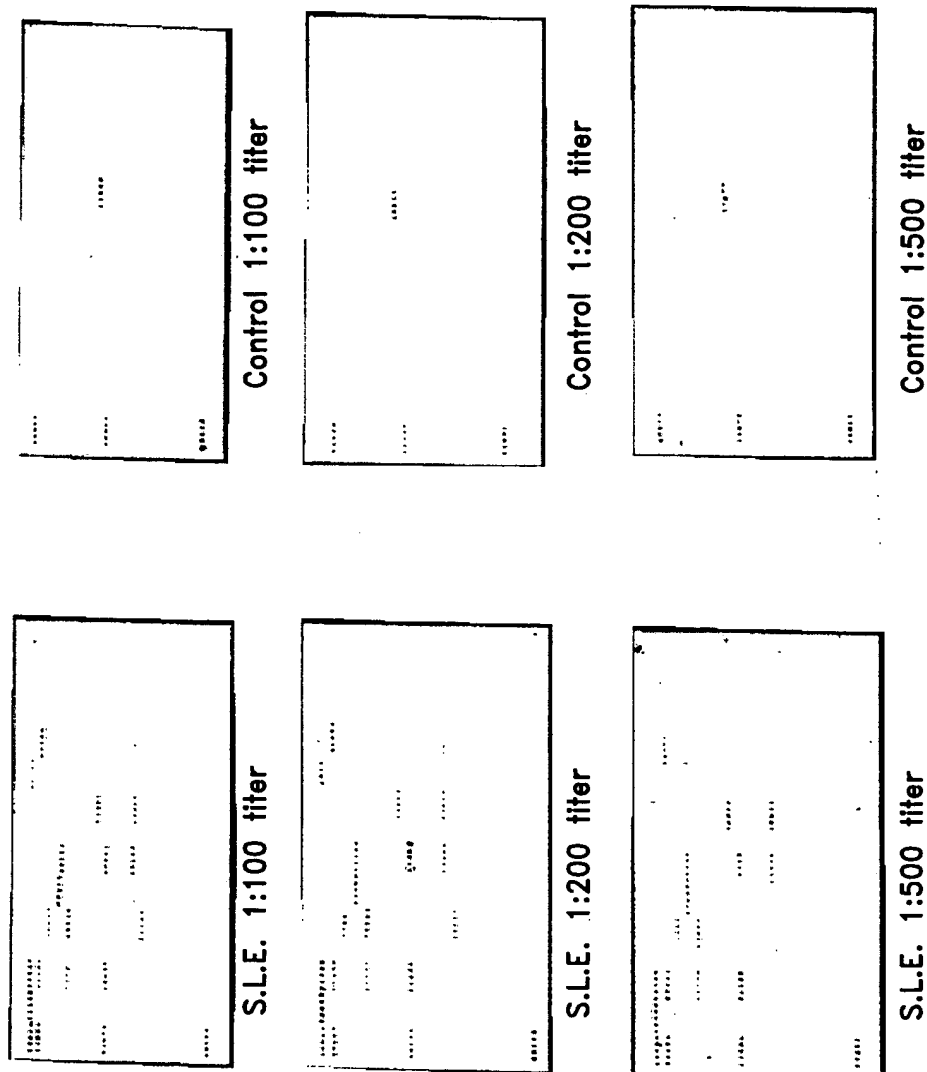 S.L.E. 1:100 titer
Control 1:100 titer
S.L.E. 1:200 titer
Control 1:200 titer
S.L.E. 1:500 titer
Control 1:500 titer